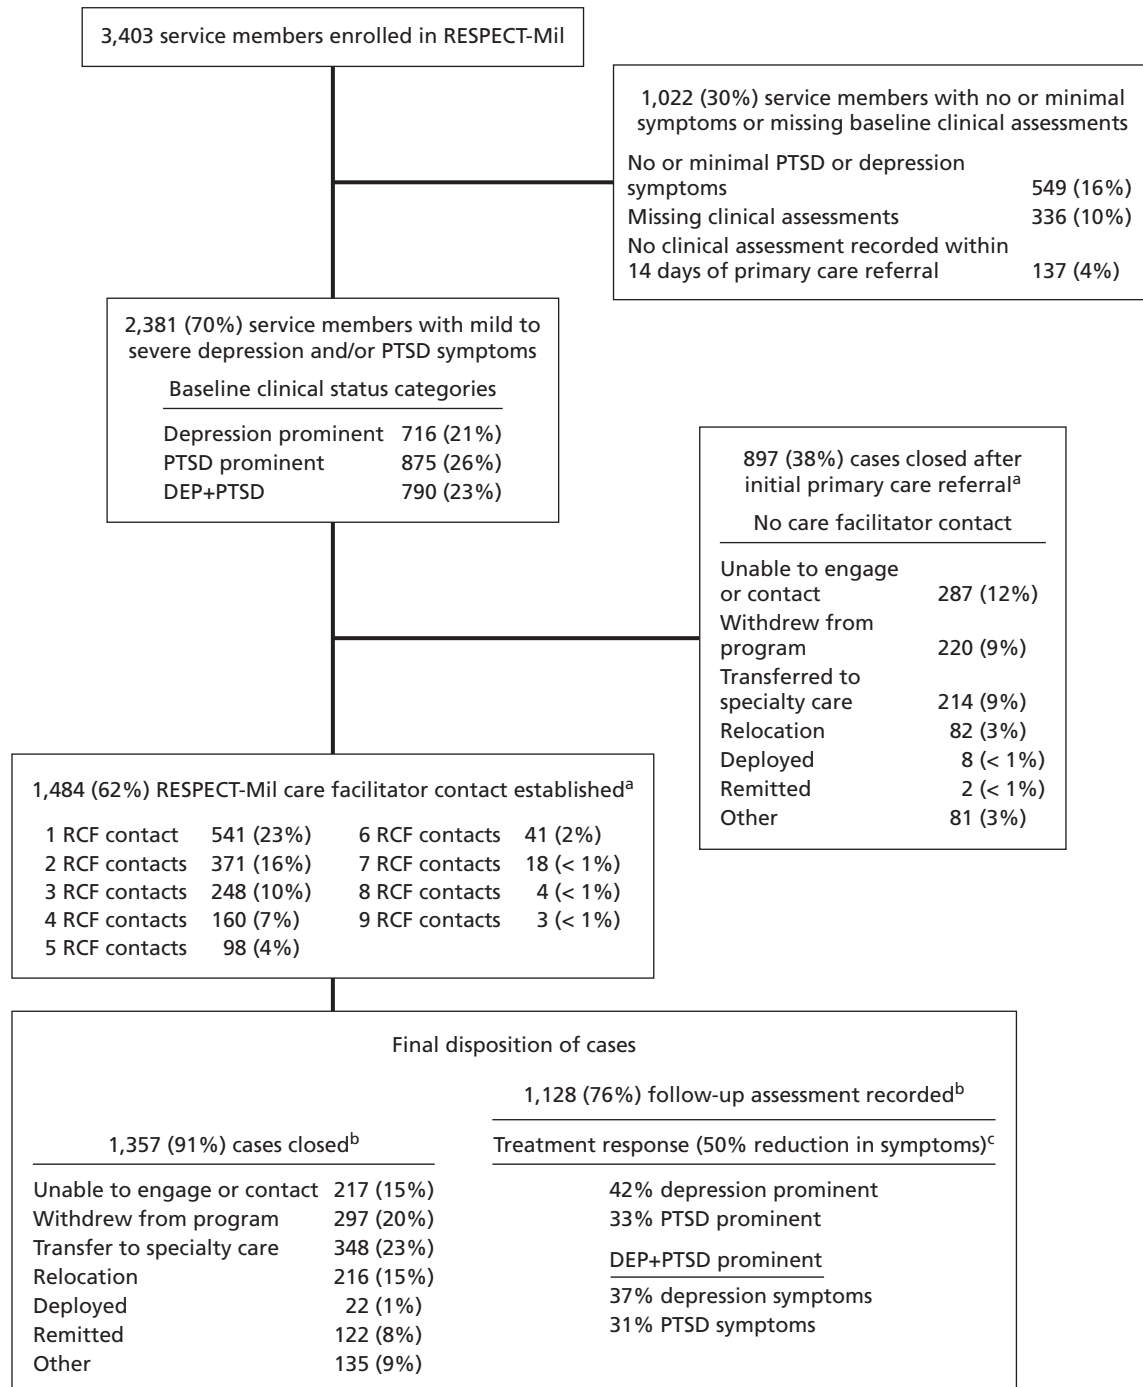 3,403 service members enrolled in RESPECT-Mil
1,022 (30%) service members with no or minimal
symptoms or missing baseline clinical assessments
No or minimal PTSD or depression
symptoms 549 (16%)
Missing clinical assessments 336 (10%)
No clinical assessment recorded within
14 days of primary care referral 137 (4%)
2,381 (70%) service members with mild to
severe depression and/or PTSD symptoms
Baseline clinical status categories
Depression prominent 716 (21%)
PTSD prominent 875 (26%)
DEP+PTSD 790 (23%)
897 (38%) cases closed after
initial primary care referralᵃ
No care facilitator contact
Unable to engage
or contact 287 (12%)
Withdrew from
program 220 (9%)
Transferred to
specialty care 214 (9%)
Relocation 82 (3%)
Deployed 8 (< 1%)
Remitted 2 (< 1%)
Other 81 (3%)
1,484 (62%) RESPECT-Mil care facilitator contact establishedᵃ
1 RCF contact 541 (23%) 6 RCF contacts 41 (2%)
2 RCF contacts 371 (16%) 7 RCF contacts 18 (< 1%)
3 RCF contacts 248 (10%) 8 RCF contacts 4 (< 1%)
4 RCF contacts 160 (7%) 9 RCF contacts 3 (< 1%)
5 RCF contacts 98 (4%)
Final disposition of cases
1,357 (91%) cases closedᵇ
Unable to engage or contact 217 (15%)
Withdrew from program 297 (20%)
Transfer to specialty care 348 (23%)
Relocation 216 (15%)
Deployed 22 (1%)
Remitted 122 (8%)
Other 135 (9%)
1,128 (76%) follow-up assessment recordedᵇ
Treatment response (50% reduction in symptoms)ᶜ
42% depression prominent
33% PTSD prominent
DEP+PTSD prominent
37% depression symptoms
31% PTSD symptoms